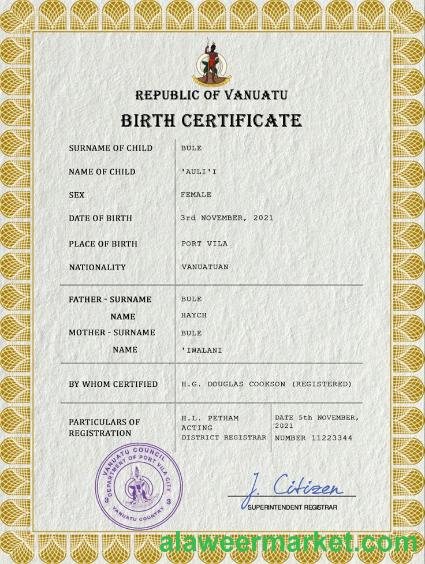 REPUBLIC OF VANUATU
BIRTH CERTIFICATE
SURNAME OF CHILD BULE
NAME OF CHILD 'AULI'I
SEX FEMALE
DATE OF BIRTH 3rd NOVEMBER, 2021
PLACE OF BIRTH PORT VILA
NATIONALITY VANUATUAN
FATHER - SURNAME BULE
NAME HAYCH
MOTHER - SURNAME BULE
NAME 'IWALANI
BY WHOM CERTIFIED H.G. DOUGLAS COOKSON (REGISTERED)
PARTICULARS OF
REGISTRATION
H.L. PETHAM
ACTING
DISTRICT REGISTRAR
DATE 5th NOVEMBER,
2021
NUMBER 11223344
VANUATU COUNCIL
DEPARTMENT OF PORT VILA CITY
VANUATU COUNTRY
J. Citizen
SUPERINTENDENT REGISTRAR
alaweermarket.com